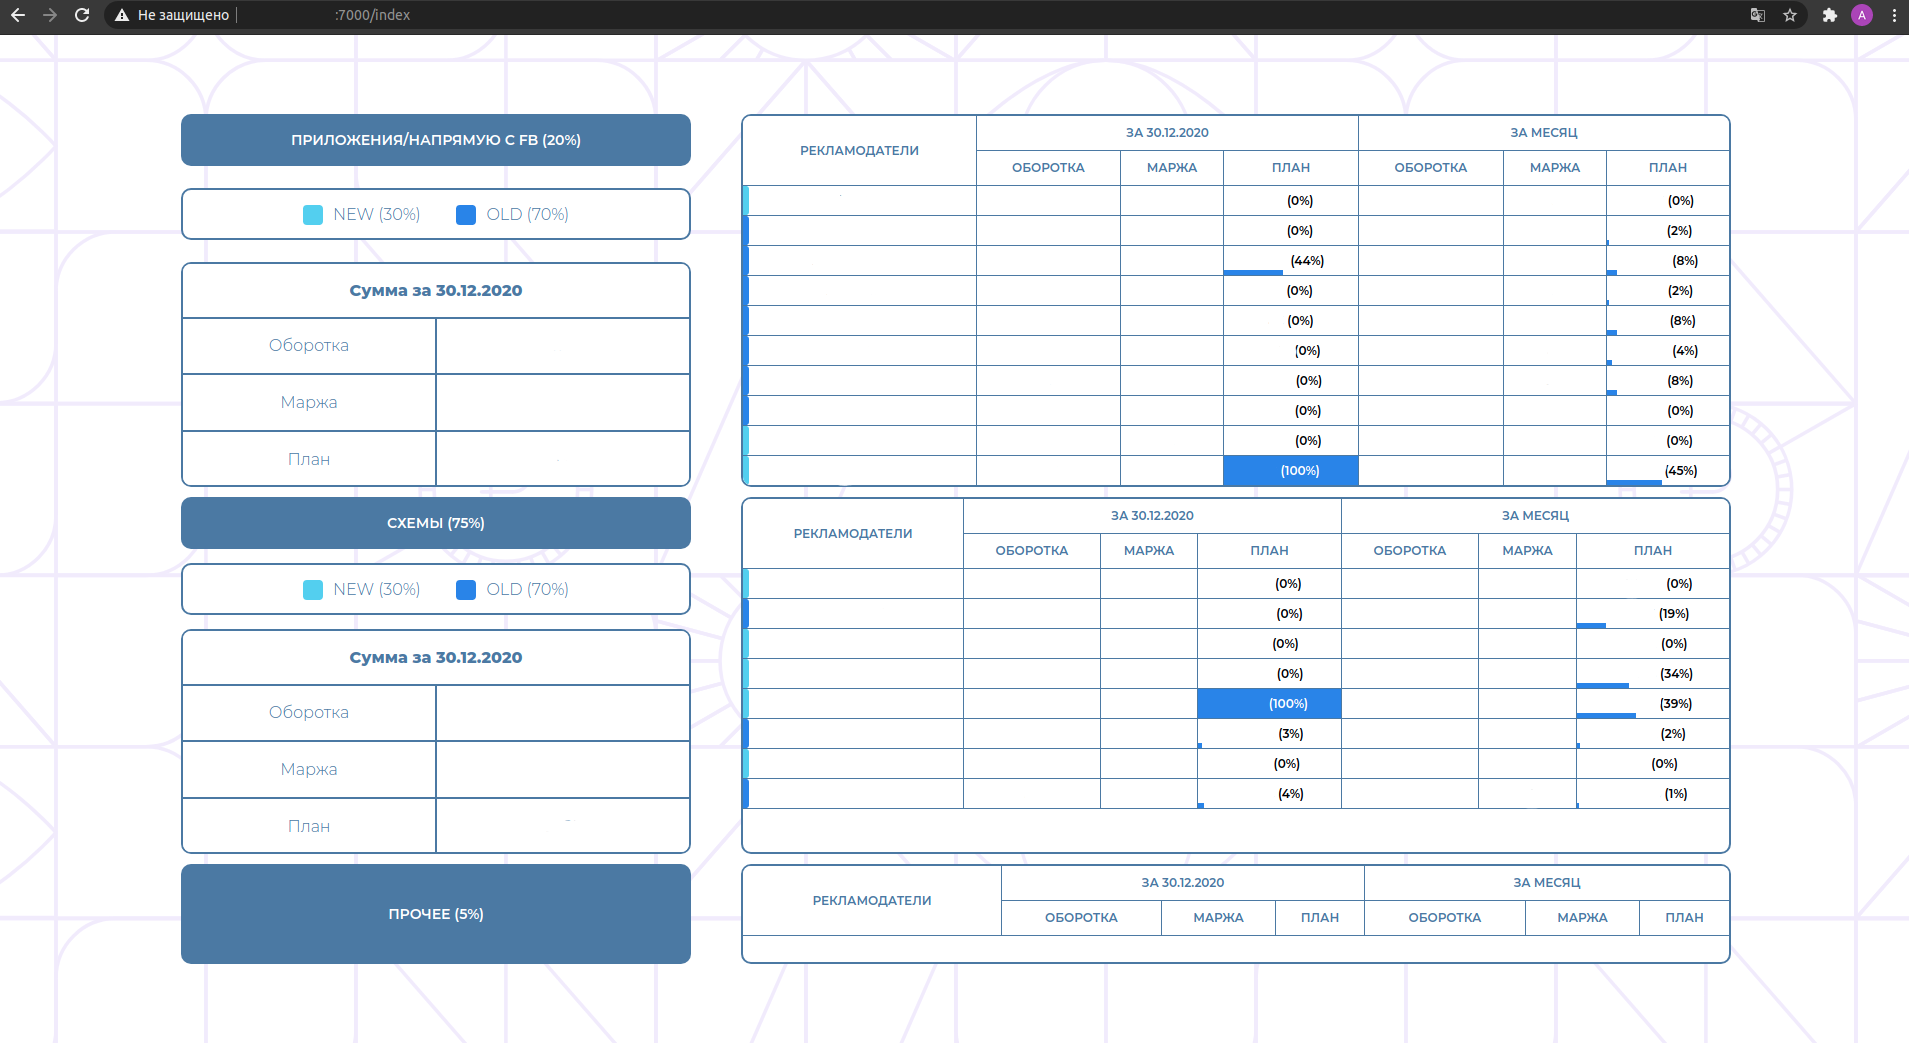 Не защищено :7000/index
A
ПРИЛОЖЕНИЯ/НАПРЯМУЮ С FB (20%)
NEW (30%) OLD (70%)
Сумма за 30.12.2020
Оборотка
Маржа
План
СХЕМЫ (75%)
NEW (30%) OLD (70%)
Сумма за 30.12.2020
Оборотка
Маржа
План
ПРОЧЕЕ (5%)
РЕКЛАМОДАТЕЛИ ЗА 30.12.2020 ЗА МЕСЯЦ
ОБОРОТКА МАРЖА ПЛАН ОБОРОТКА МАРЖА ПЛАН
(0%) (0%)
(0%) (2%)
(44%) (8%)
(0%) (2%)
(0%) (8%)
(0%) (4%)
(0%) (8%)
(0%) (0%)
(0%) (0%)
(100%) (45%)
РЕКЛАМОДАТЕЛИ ЗА 30.12.2020 ЗА МЕСЯЦ
ОБОРОТКА МАРЖА ПЛАН ОБОРОТКА МАРЖА ПЛАН
(0%) (0%)
(0%) (19%)
(0%) (0%)
(0%) (34%)
(100%) (39%)
(3%) (2%)
(0%) (0%)
(4%) (1%)
РЕКЛАМОДАТЕЛИ ЗА 30.12.2020 ЗА МЕСЯЦ
ОБОРОТКА МАРЖА ПЛАН ОБОРОТКА МАРЖА ПЛАН